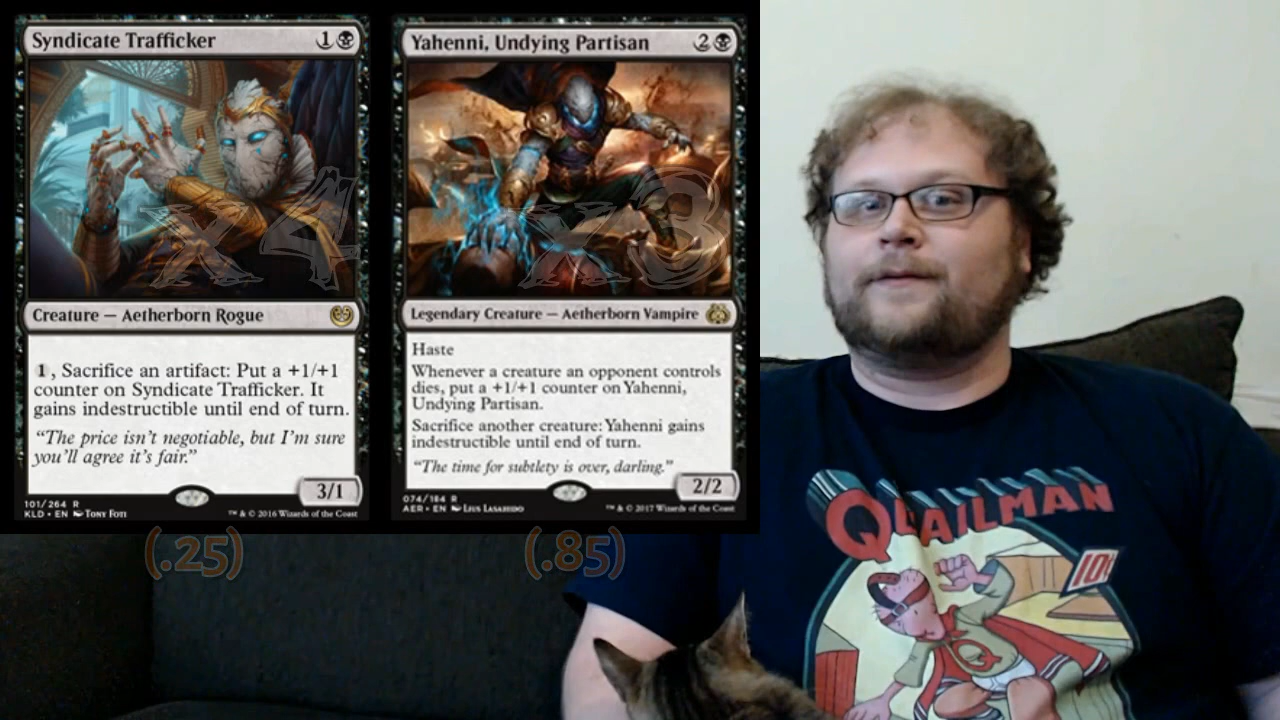 Syndicate Trafficker 1
x4
Creature — Aetherborn Rogue
1, Sacrifice an artifact: Put a +1/+1
counter on Syndicate Trafficker. It
gains indestructible until end of turn.
“The price isn’t negotiable, but I’m sure
you’ll agree it’s fair.”
3/1
101/264 R
KLD • EN Tony Foti
™ & © 2016 Wizards of the Coast
(.25)
Yahenni, Undying Partisan 2
x3
Legendary Creature — Aetherborn Vampire
Haste
Whenever a creature an opponent controls
dies, put a +1/+1 counter on Yahenni,
Undying Partisan.
Sacrifice another creature: Yahenni gains
indestructible until end of turn.
“The time for subtlety is over, darling.”
2/2
074/184 R
AER • EN Lius Lasahido
™ & © 2017 Wizards of the Coast
(.85)
QUAILMAN
10¢
Q